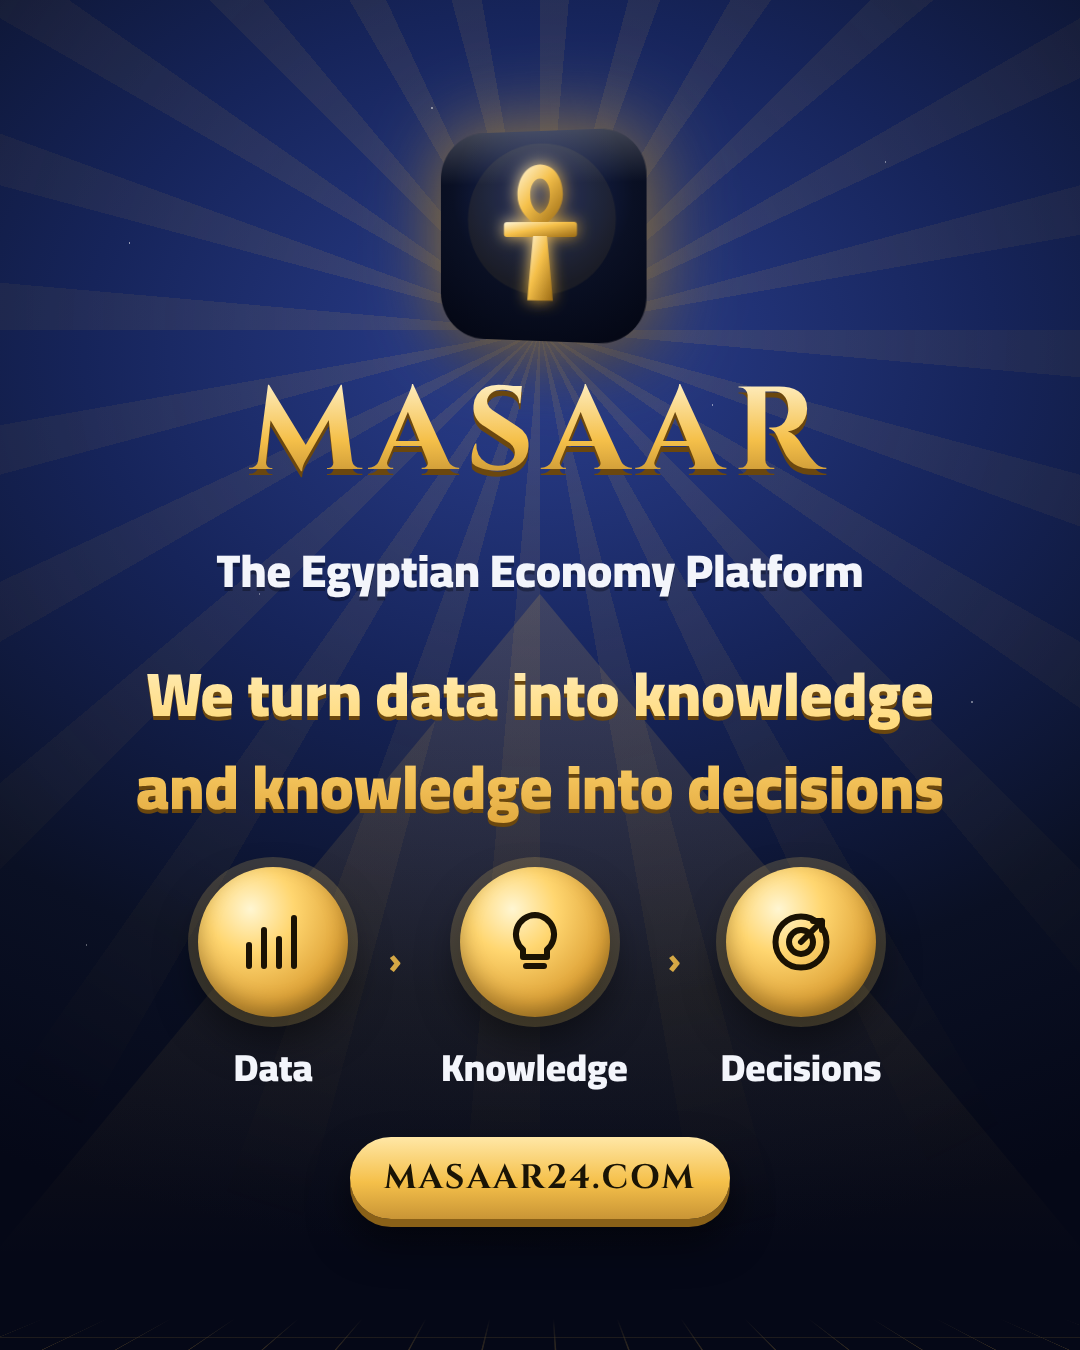 MASAAR
The Egyptian Economy Platform
We turn data into knowledge
and knowledge into decisions
Data › Knowledge › Decisions
MASAAR24.COM